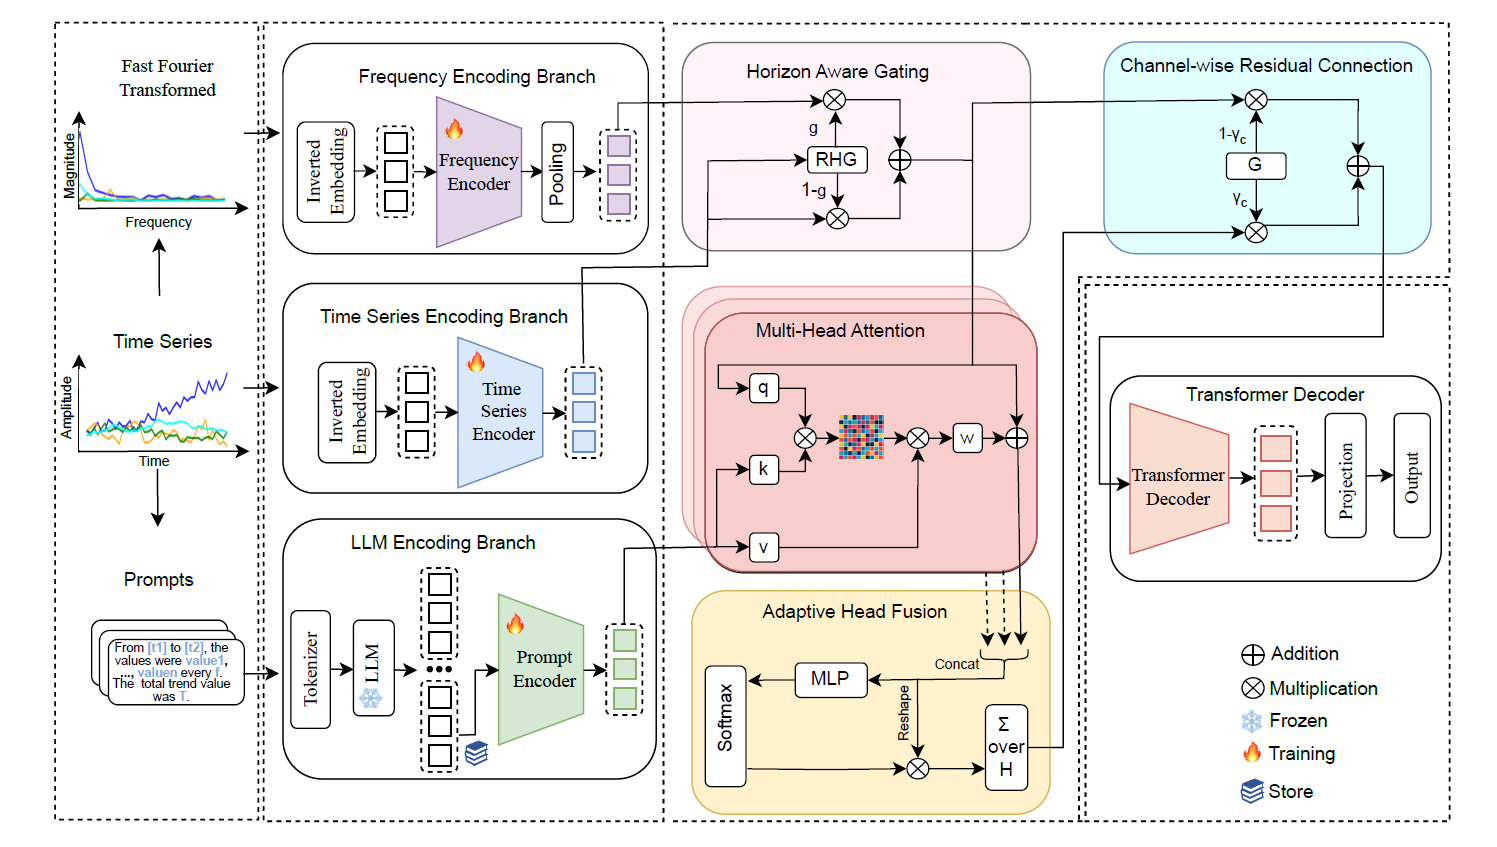 Fast Fourier
Transformed
Magnitude
Frequency
Time Series
Amplitude
Time
Prompts
From [t1] to [t2], the
values were value1,
..., valuen every f.
The total trend value
was T.
Frequency Encoding Branch
Inverted
Embedding
Frequency
Encoder
Pooling
Time Series Encoding Branch
Inverted
Embedding
Time
Series
Encoder
LLM Encoding Branch
Tokenizer
LLM
Prompt
Encoder
Horizon Aware Gating
g
RHG
1-g
Multi-Head Attention
q
k
v
w
Adaptive Head Fusion
Concat
MLP
Softmax
Reshape
Σ
over
H
Channel-wise Residual Connection
1-γc
G
γc
Transformer Decoder
Transformer
Decoder
Projection
Output
Addition
Multiplication
Frozen
Training
Store